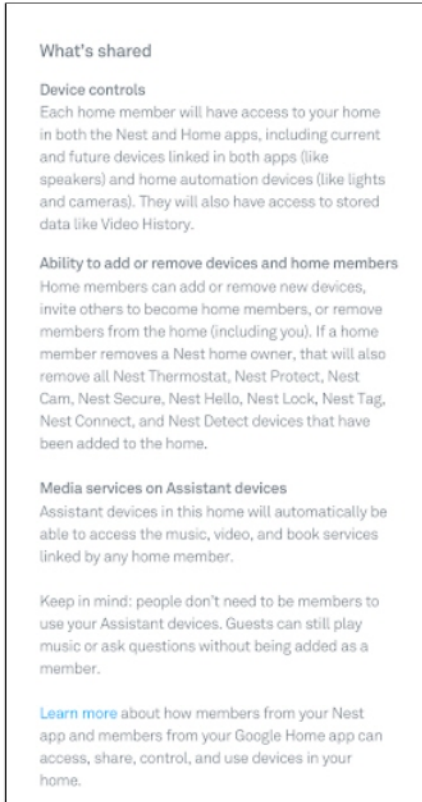 What's shared
Device controls
Each home member will have access to your home
in both the Nest and Home apps, including current
and future devices linked in both apps (like
speakers) and home automation devices (like lights
and cameras). They will also have access to stored
data like Video History.
Ability to add or remove devices and home members
Home members can add or remove new devices,
invite others to become home members, or remove
members from the home (including you). If a home
member removes a Nest home owner, that will also
remove all Nest Thermostat, Nest Protect, Nest
Cam, Nest Secure, Nest Hello, Nest Lock, Nest Tag,
Nest Connect, and Nest Detect devices that have
been added to the home.
Media services on Assistant devices
Assistant devices in this home will automatically be
able to access the music, video, and book services
linked by any home member.
Keep in mind: people don't need to be members to
use your Assistant devices. Guests can still play
music or ask questions without being added as a
member.
Learn more about how members from your Nest
app and members from your Google Home app can
access, share, control, and use devices in your
home.